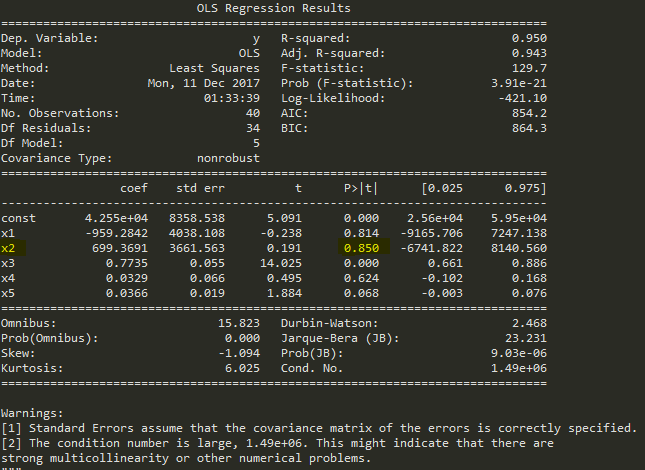 OLS Regression Results
==============================================================================
Dep. Variable:                      y   R-squared:                       0.950
Model:                            OLS   Adj. R-squared:                  0.943
Method:                 Least Squares   F-statistic:                     129.7
Date:                Mon, 11 Dec 2017   Prob (F-statistic):           3.91e-21
Time:                        01:33:39   Log-Likelihood:                -421.10
No. Observations:                  40   AIC:                             854.2
Df Residuals:                      34   BIC:                             864.3
Df Model:                           5
Covariance Type:            nonrobust
==============================================================================
                 coef    std err          t      P>|t|      [0.025      0.975]
------------------------------------------------------------------------------
const       4.255e+04   8358.538      5.091      0.000    2.56e+04    5.95e+04
x1          -959.2842   4038.108     -0.238      0.814   -9165.706    7247.138
x2           699.3691   3661.563      0.191      0.850   -6741.822    8140.560
x3             0.7735      0.055     14.025      0.000       0.661       0.886
x4             0.0329      0.066      0.495      0.624      -0.102       0.168
x5             0.0366      0.019      1.884      0.068      -0.003       0.076
==============================================================================
Omnibus:                       15.823   Durbin-Watson:                   2.468
Prob(Omnibus):                  0.000   Jarque-Bera (JB):               23.231
Skew:                          -1.094   Prob(JB):                     9.03e-06
Kurtosis:                       6.025   Cond. No.                     1.49e+06
==============================================================================
Warnings:
[1] Standard Errors assume that the covariance matrix of the errors is correctly specified.
[2] The condition number is large, 1.49e+06. This might indicate that there are
strong multicollinearity or other numerical problems.
"""